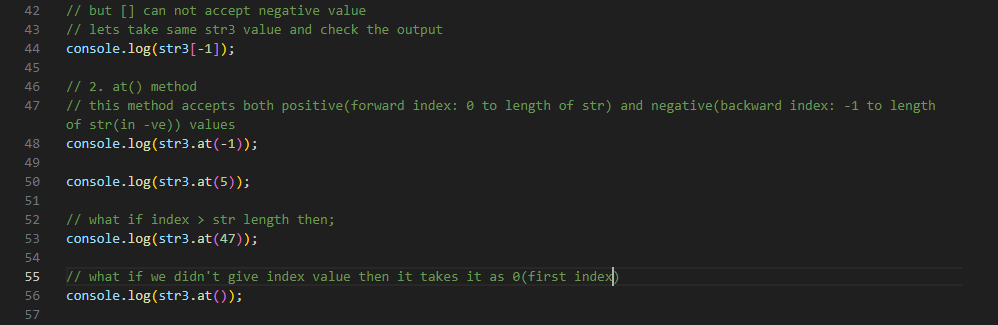 42 // but [] can not accept negative value
43 // lets take same str3 value and check the output
44 console.log(str3[-1]);
45
46 // 2. at() method
47 // this method accepts both positive(forward index: 0 to length of str) and negative(backward index: -1 to length
of str(in -ve)) values
48 console.log(str3.at(-1));
49
50 console.log(str3.at(5));
51
52 // what if index > str length then;
53 console.log(str3.at(47));
54
55 // what if we didn't give index value then it takes it as 0(first index)
56 console.log(str3.at());
57